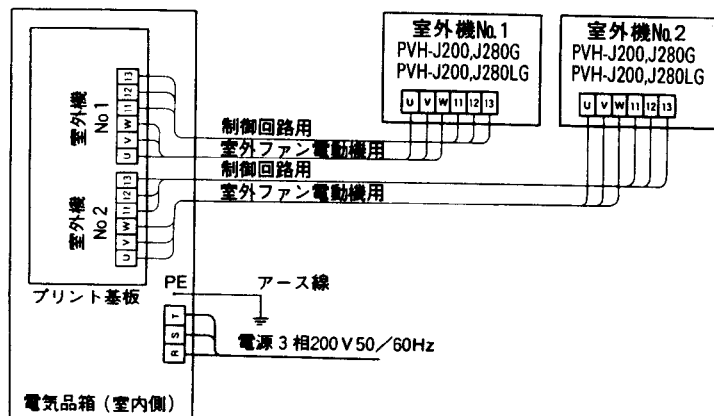 室外機No.1
PVH-J200,J280G
PVH-J200,J280LG
U V W 11 12 13
室外機No.2
PVH-J200,J280G
PVH-J200,J280LG
U V W 11 12 13
室外機
No 1
13
12
11
W
V
U
室外機
No 2
13
12
11
W
V
U
制御回路用
室外ファン電動機用
制御回路用
室外ファン電動機用
プリント基板
PE
アース線
T
S
R
電源3相200V50/60Hz
電気品箱(室内側)